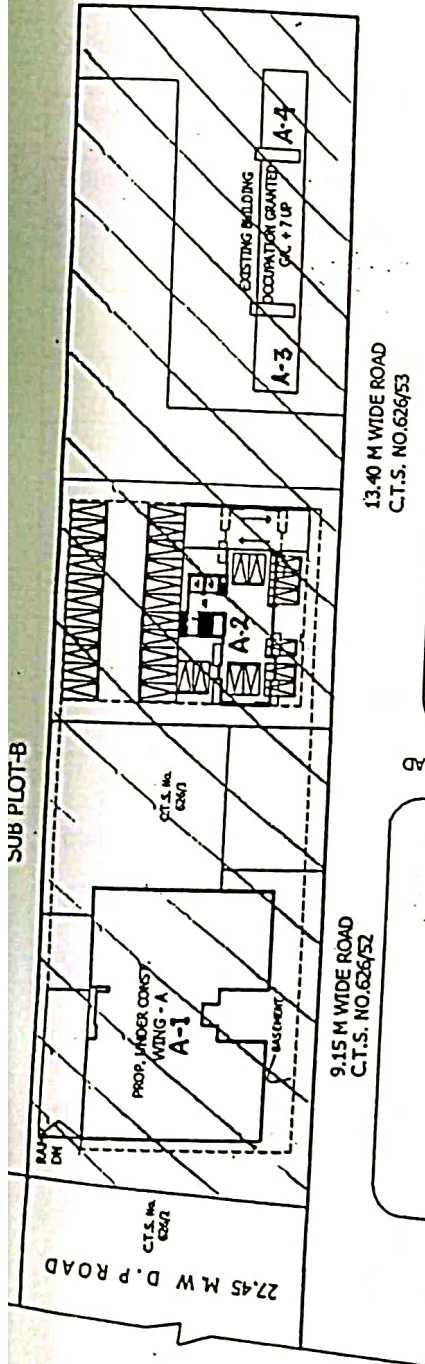 SUB PLOT-B
EXISTING BUILDING
OCCUPATION GRANTED
G/C + 7 UP
A-3
A-4
13.40 M WIDE ROAD
C.T.S. NO.626/53
A-2
C.T.S. No.
626/1
PROP. UNDER CONST.
WING - A
A-1
BASEMENT
RAMP
DN
9.15 M WIDE ROAD
C.T.S. NO.626/52
C.T.S. No.
626/2
27.45 M.W D.P ROAD